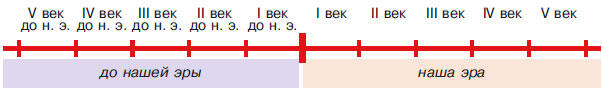 V век IV век III век II век I век I век II век III век IV век V век
до н. э. до н. э. до н. э. до н. э. до н. э.
до нашей эры наша эра